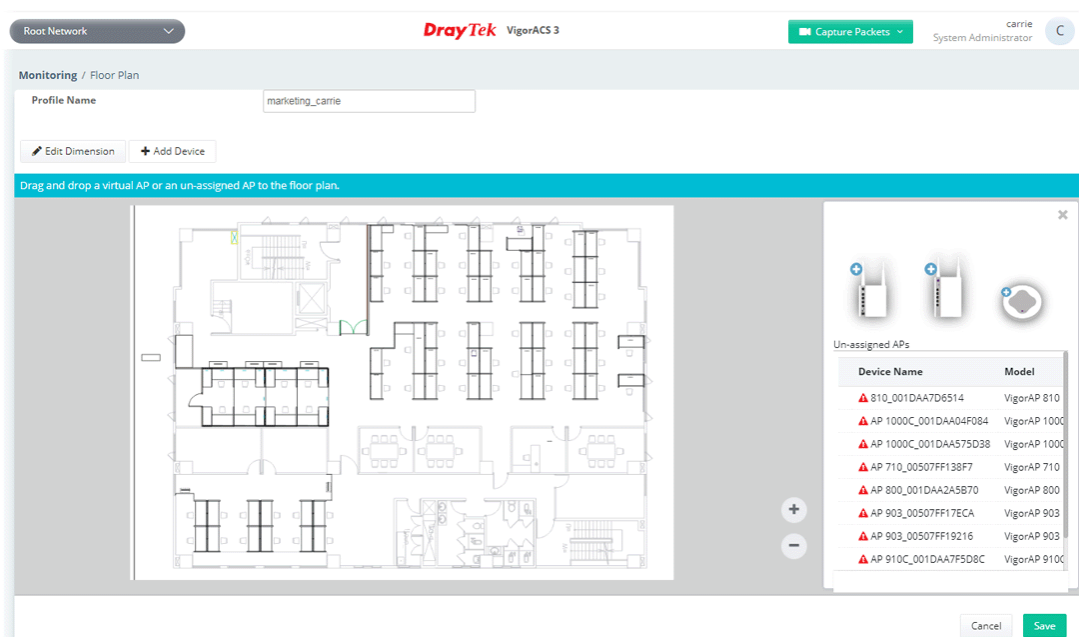 Root Network
DrayTek VigorACS 3
Capture Packets
carrie
System Administrator
C
Monitoring / Floor Plan
Profile Name
marketing_carrie
Edit Dimension
Add Device
Drag and drop a virtual AP or an un-assigned AP to the floor plan.
Un-assigned APs
Device Name Model
810_001DAA7D6514 VigorAP 810
AP 1000C_001DAA04F084 VigorAP 1000
AP 1000C_001DAA575D38 VigorAP 1000
AP 710_00507FF138F7 VigorAP 710
AP 800_001DAA2A5B70 VigorAP 800
AP 903_00507FF17ECA VigorAP 903
AP 903_00507FF19216 VigorAP 903
AP 910C_001DAA7F5D8C VigorAP 910C
Cancel
Save